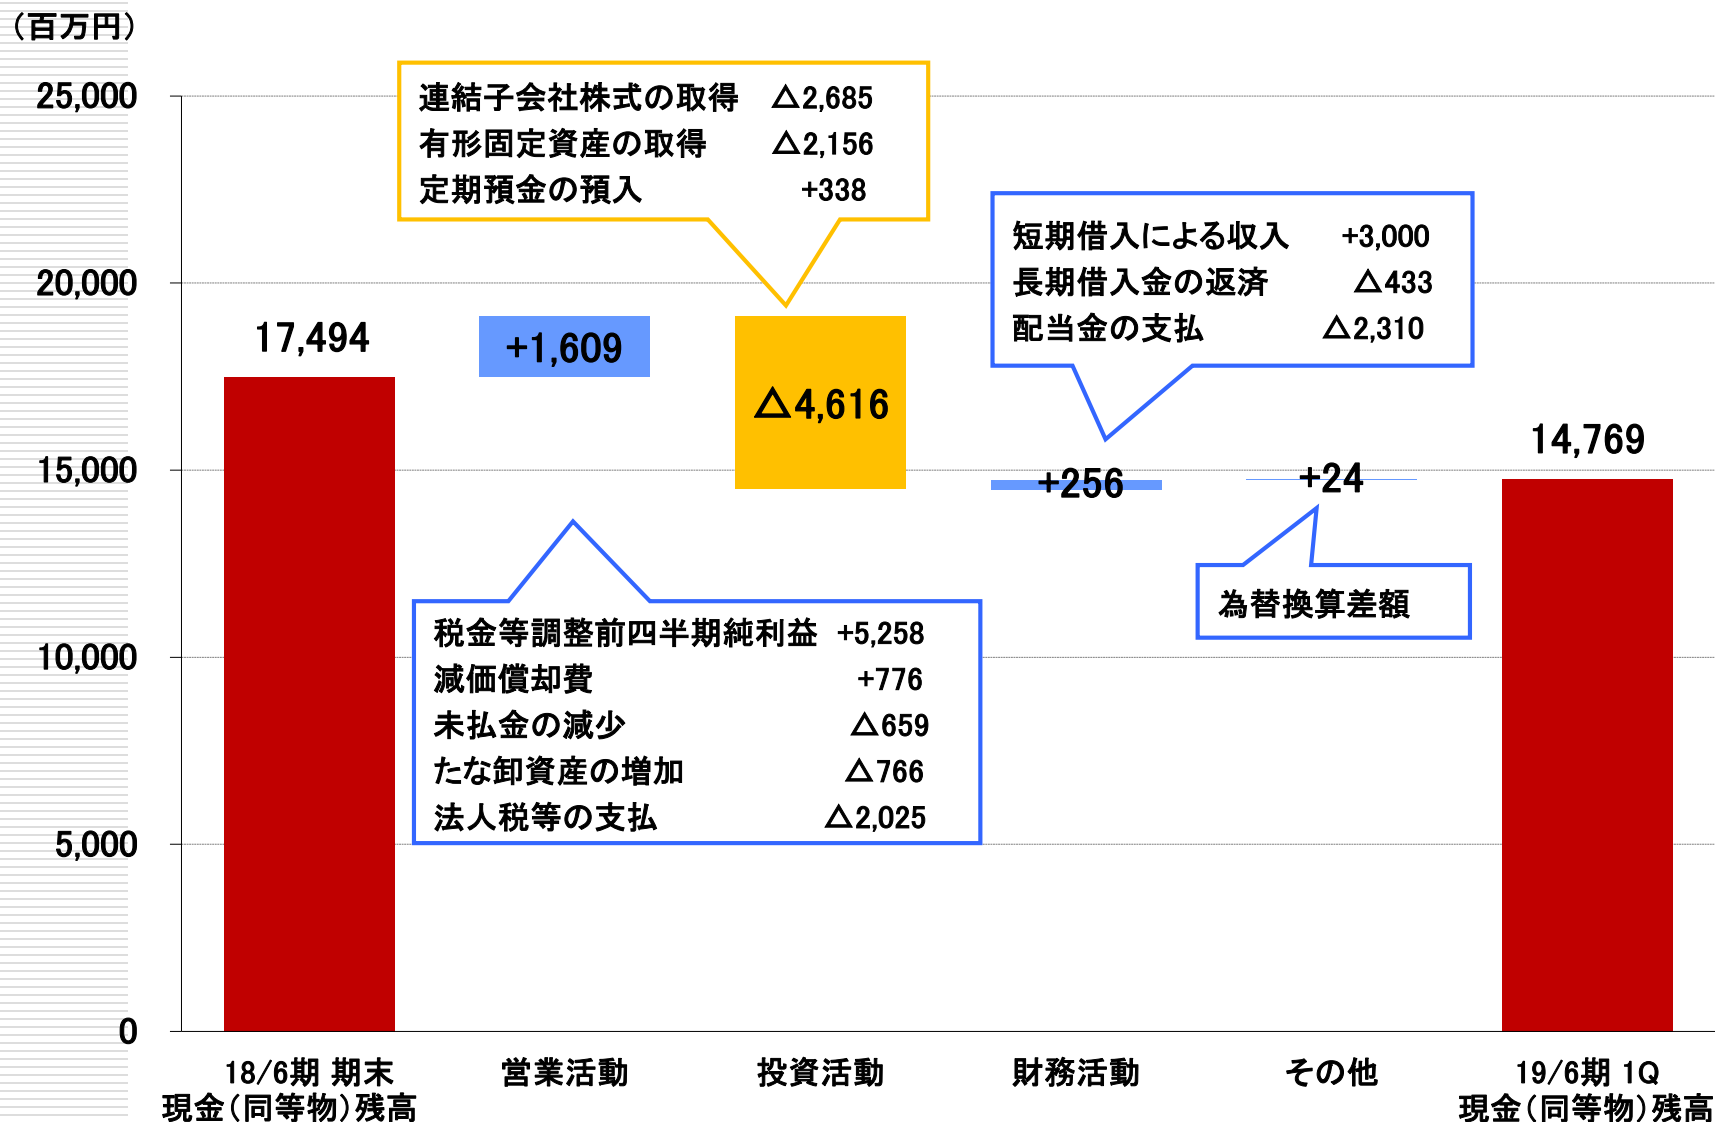 （百万円）
25,000
20,000
15,000
10,000
5,000
0
連結子会社株式の取得 △2,685
有形固定資産の取得 △2,156
定期預金の預入 +338
短期借入による収入 +3,000
長期借入金の返済 △433
配当金の支払 △2,310
17,494
+1,609
△4,616
+256
+24
14,769
為替換算差額
税金等調整前四半期純利益 +5,258
減価償却費 +776
未払金の減少 △659
たな卸資産の増加 △766
法人税等の支払 △2,025
18/6期 期末
現金（同等物）残高
営業活動
投資活動
財務活動
その他
19/6期 1Q
現金（同等物）残高